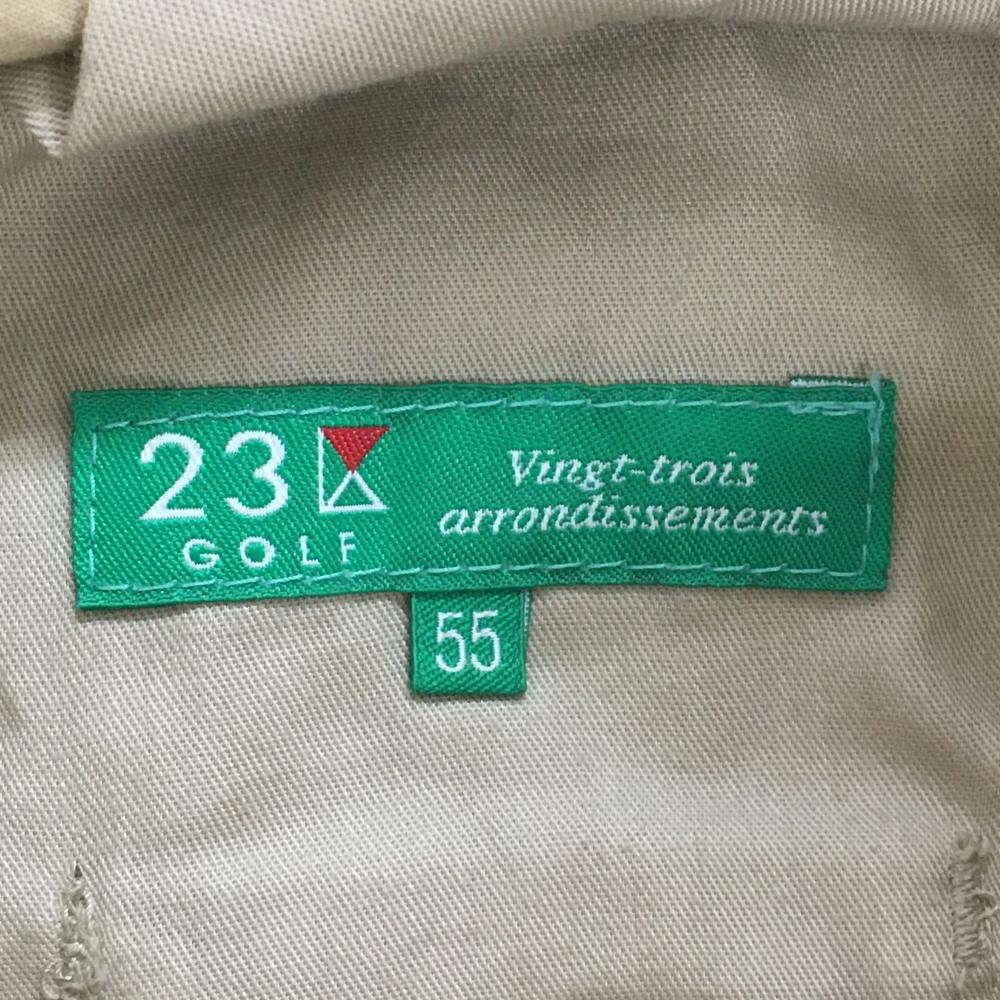 23
GOLF
Vingt-trois
arrondissements
55